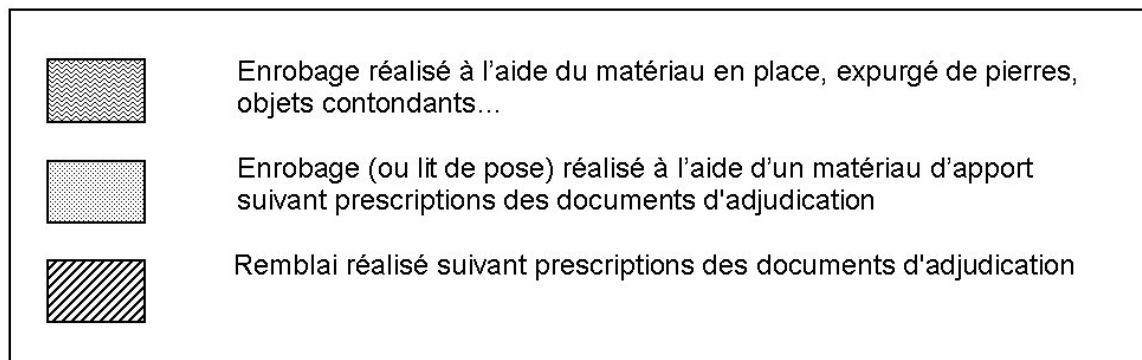 Enrobage réalisé à l’aide du matériau en place, expurgé de pierres,
objets contondants…
Enrobage (ou lit de pose) réalisé à l’aide d’un matériau d’apport
suivant prescriptions des documents d'adjudication
Remblai réalisé suivant prescriptions des documents d'adjudication